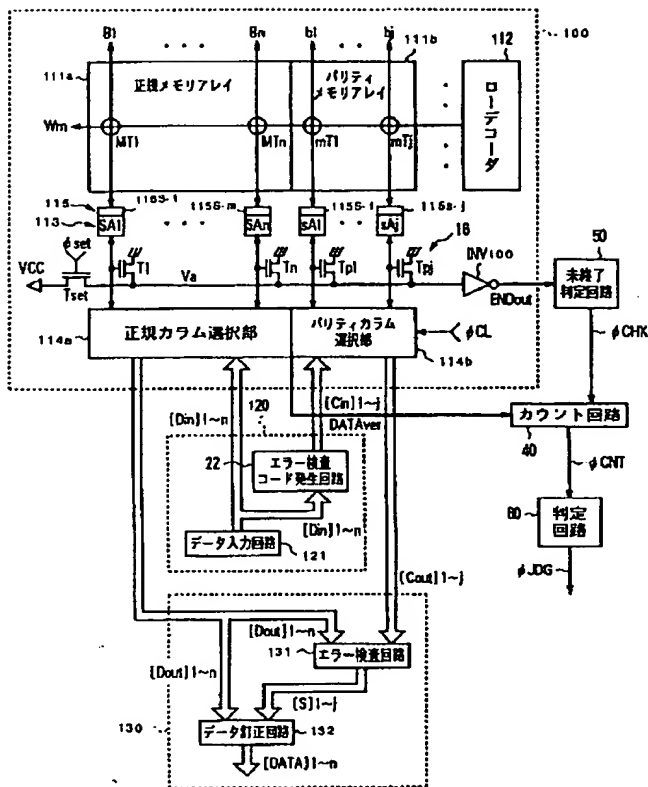 B1 ・・・ Bn b1 ・・・ bj
111b
112
100
111a
正規メモリアレイ
パリティ
メモリアレイ
ローデコーダ
Wm
MT1
MTn
mT1
mTj
115
113
115S-1
115S-m
115S-1
115s-j
SA1
SAn
sA1
sAj
16
φset
VCC
Tset
T1
Va
Tn
Tp1
Tpj
INV100
ENDout
50
未終了
判定回路
114a
正規カラム選択部
パリティカラム
選択部
114b
φCL
φCHK
[Din]1~n
120
[Cin]1~j
DATAver
カウント回路
40
22
エラー検査
コード発生回路
φCNT
[Din]1~n
60
判定
回路
データ入力回路
121
φJDG
[Cout]1~j
[Dout]1~n
131
エラー検査回路
[Dout]1~n
[S]1~j
130
データ訂正回路
132
[DATA]1~n